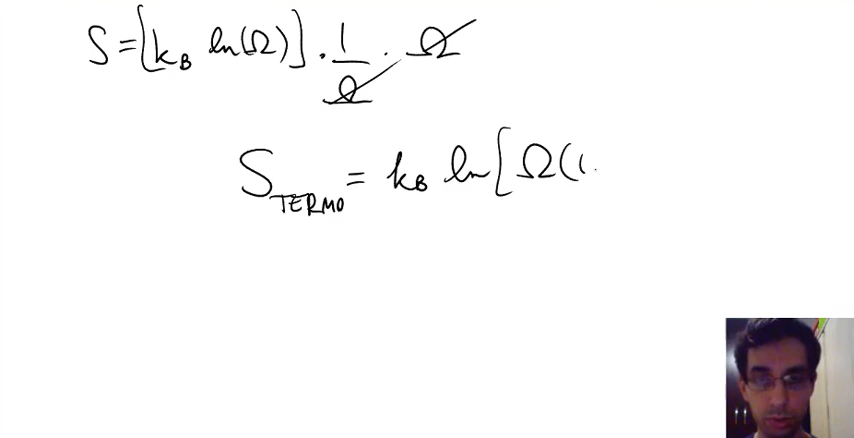 S = [k_B ln(Ω)] · 1/Ω · Ω
S_TERMO = k_B ln[Ω(